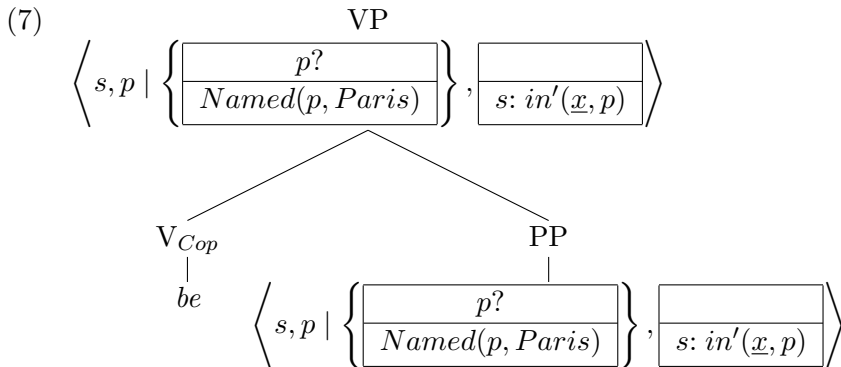 (7) VP
⟨ s, p | { p? Named(p, Paris) } , s: in′(x, p) ⟩
V_Cop PP
be
⟨ s, p | { p? Named(p, Paris) } , s: in′(x, p) ⟩